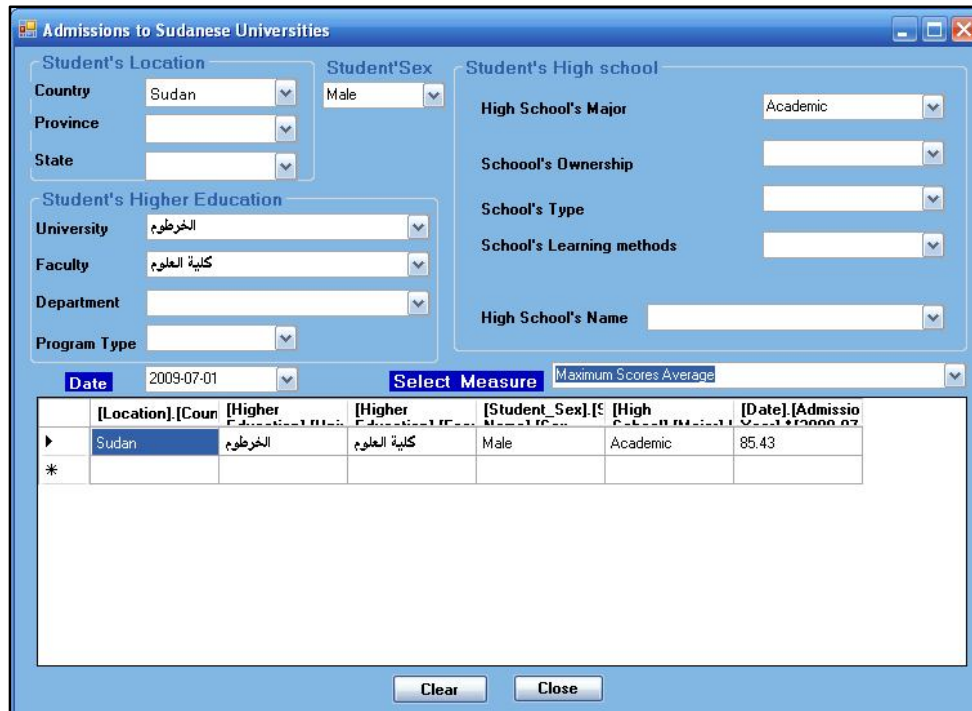 Admissions to Sudanese Universities
Student's Location
Country Sudan
Province
State
Student'Sex
Male
Student's High school
High School's Major Academic
Schoool's Ownership
School's Type
School's Learning methods
High School's Name
Student's Higher Education
University الخرطوم
Faculty كلية العلوم
Department
Program Type
Date 2009-07-01
Select Measure Maximum Scores Average
[Location].[Coun [Higher [Higher [Student_Sex].[S [High [Date].[Admissio
Sudan الخرطوم كلية العلوم Male Academic 85.43
Clear Close